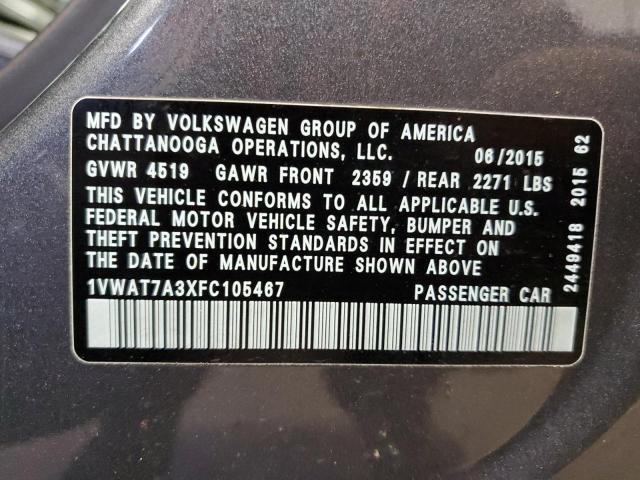 MFD BY VOLKSWAGEN GROUP OF AMERICA
CHATTANOOGA OPERATIONS, LLC. 06/2015
GVWR 4519 GAWR FRONT 2359 / REAR 2271 LBS
THIS VEHICLE CONFORMS TO ALL APPLICABLE U.S.
FEDERAL MOTOR VEHICLE SAFETY, BUMPER AND
THEFT PREVENTION STANDARDS IN EFFECT ON
THE DATE OF MANUFACTURE SHOWN ABOVE
1VWAT7A3XFC105467 PASSENGER CAR
2449418 2015 62